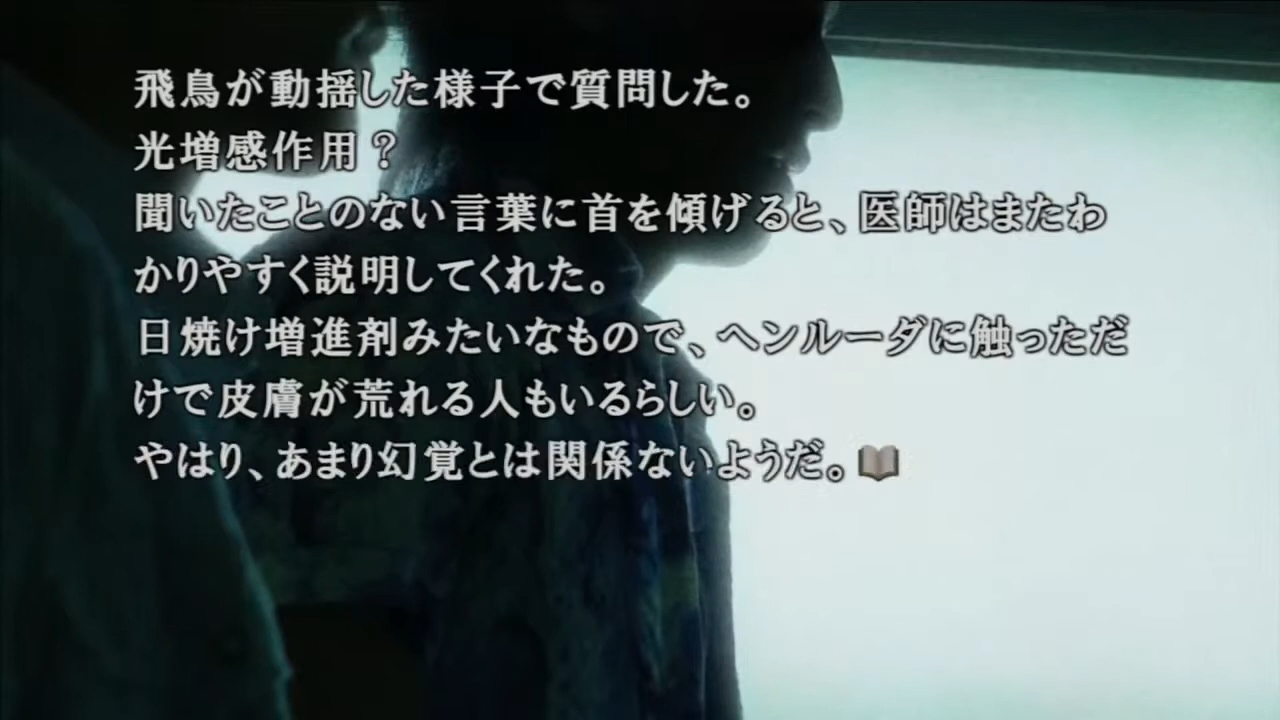 飛鳥が動揺した様子で質問した。
光増感作用？
聞いたことのない言葉に首を傾げると、医師はまたわ
かりやすく説明してくれた。
日焼け増進剤みたいなもので、ヘンルーダに触っただ
けで皮膚が荒れる人もいるらしい。
やはり、あまり幻覚とは関係ないようだ。